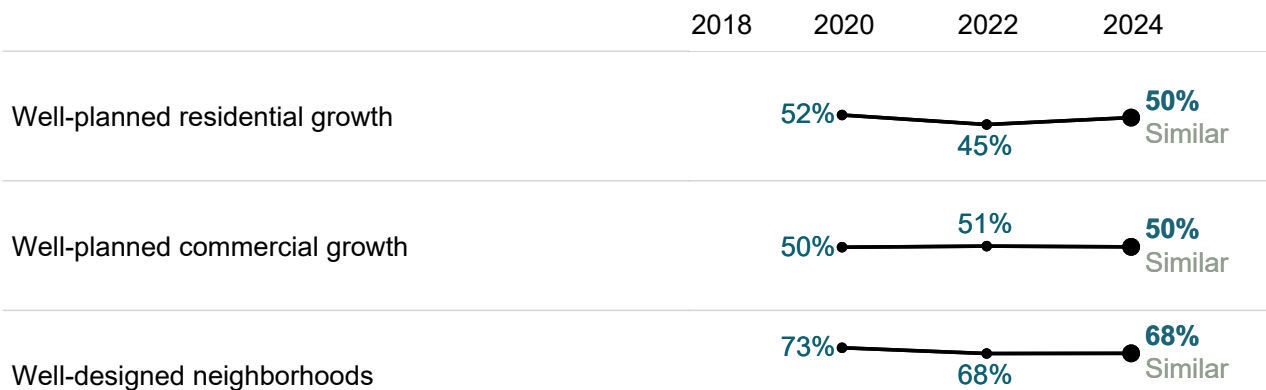 2018 2020 2022 2024
Well-planned residential growth 52% 45% 50%
Similar
Well-planned commercial growth 50% 51% 50%
Similar
Well-designed neighborhoods 73% 68% 68%
Similar